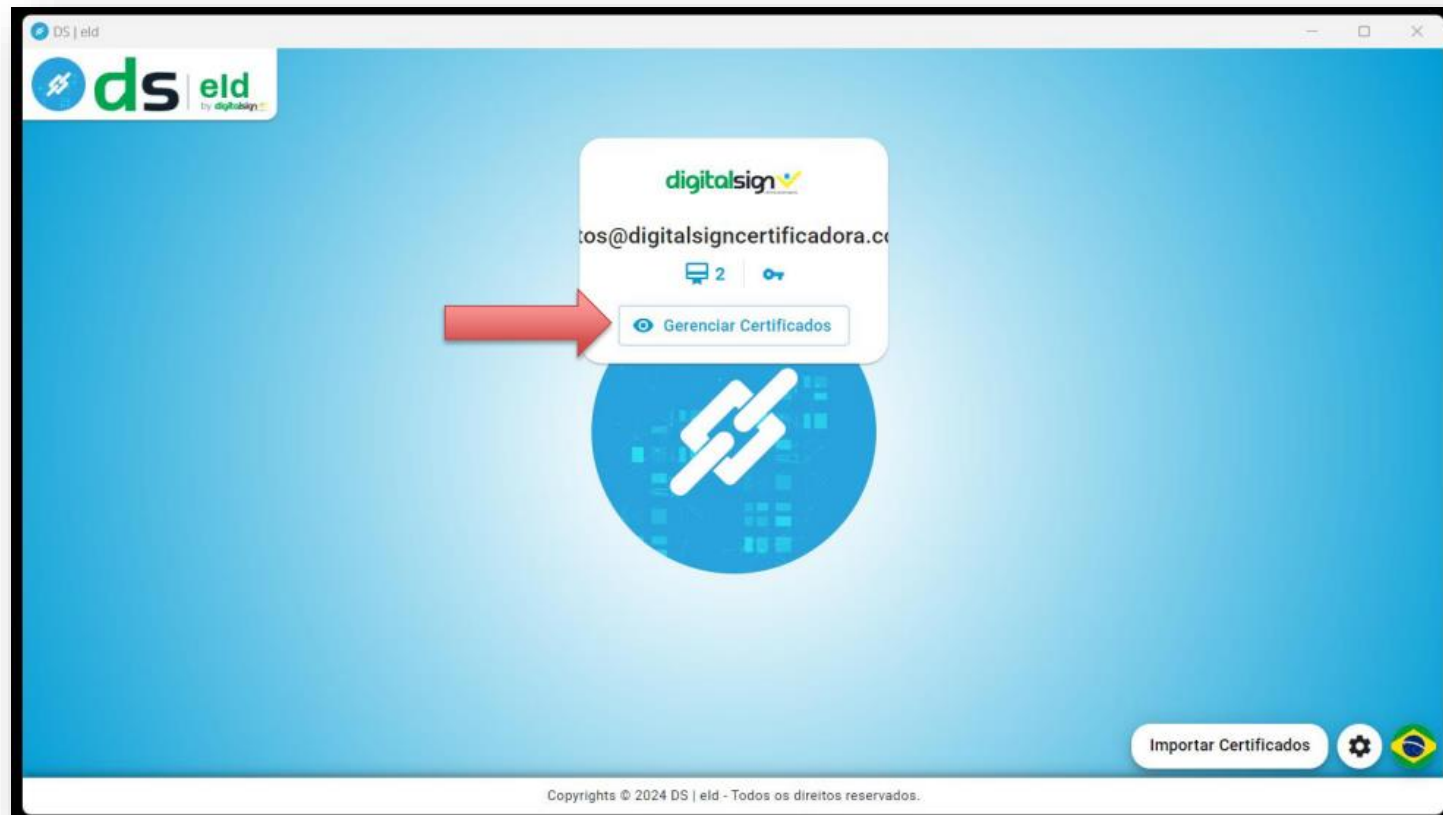 DS | eld
ds | eld
by digitalsign
digitalsign
tos@digitalsigncertificadora.co
2
Gerenciar Certificados
Importar Certificados
Copyrights © 2024 DS | eld - Todos os direitos reservados.